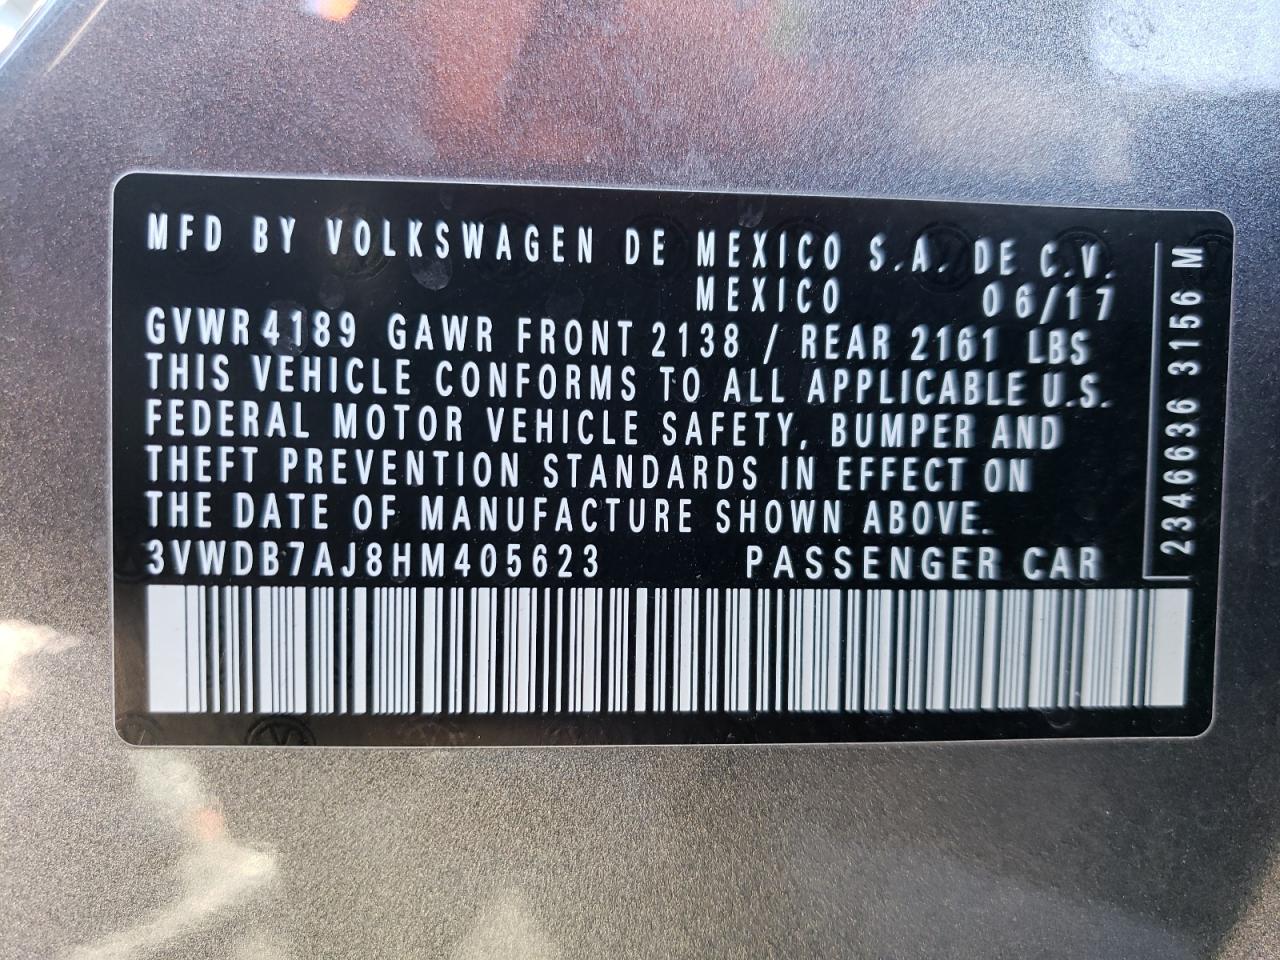 MFD BY VOLKSWAGEN DE MEXICO S.A. DE C.V.
MEXICO 06/17
GVWR 4189 GAWR FRONT 2138 / REAR 2161 LBS
THIS VEHICLE CONFORMS TO ALL APPLICABLE U.S.
FEDERAL MOTOR VEHICLE SAFETY, BUMPER AND
THEFT PREVENTION STANDARDS IN EFFECT ON
THE DATE OF MANUFACTURE SHOWN ABOVE.
3VWDB7AJ8HM405623 PASSENGER CAR
23466363156 M